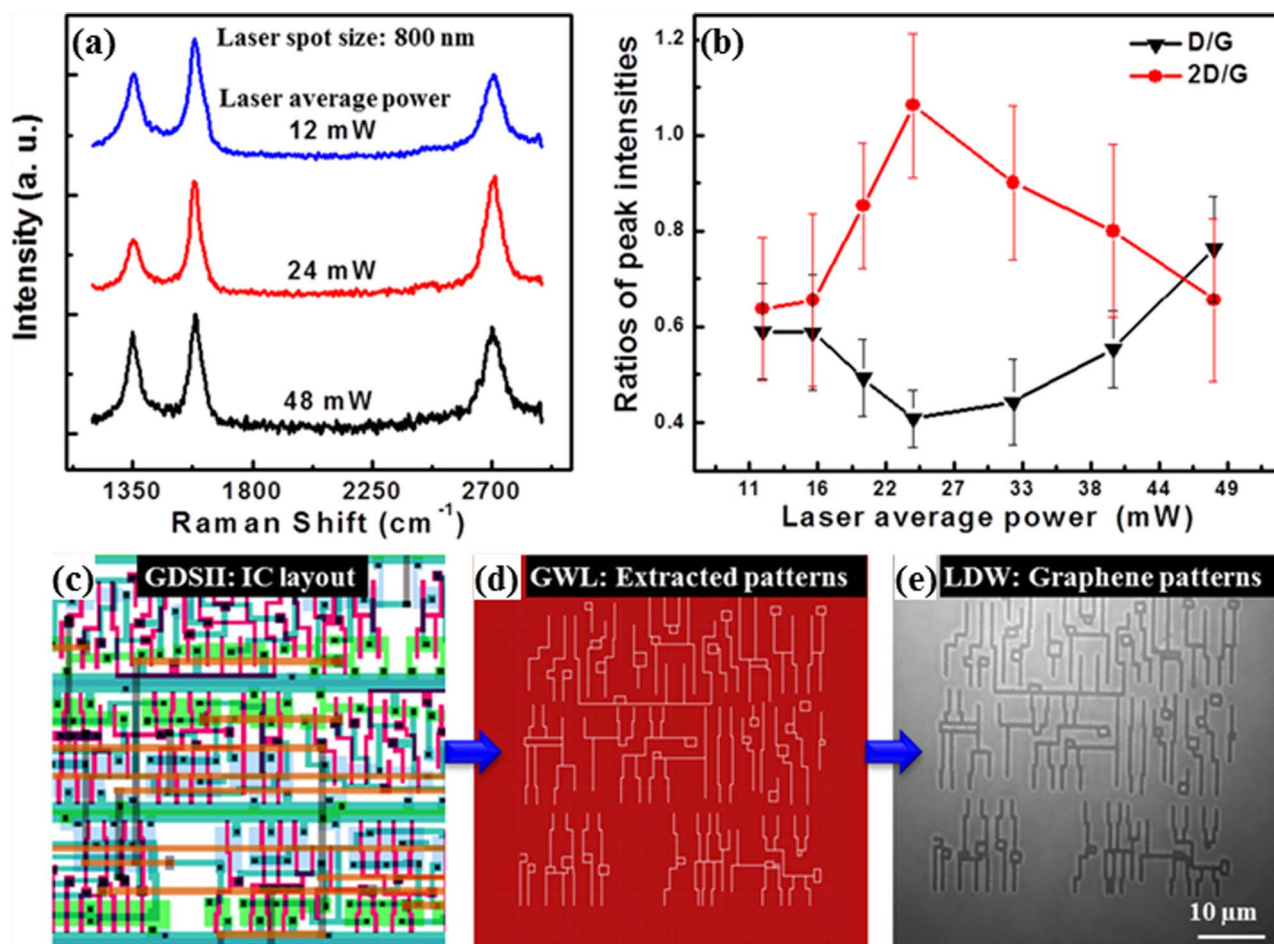 (a)
Laser spot size: 800 nm
Laser average power
12 mW
24 mW
48 mW
Intensity (a. u.)
1350 1800 2250 2700
Raman Shift (cm⁻¹)
(b)
D/G
2D/G
Ratios of peak intensities
1.2
1.0
0.8
0.6
0.4
11 16 22 27 33 38 44 49
Laser average power (mW)
(c) GDSII: IC layout
(d) GWL: Extracted patterns
(e) LDW: Graphene patterns
10 µm